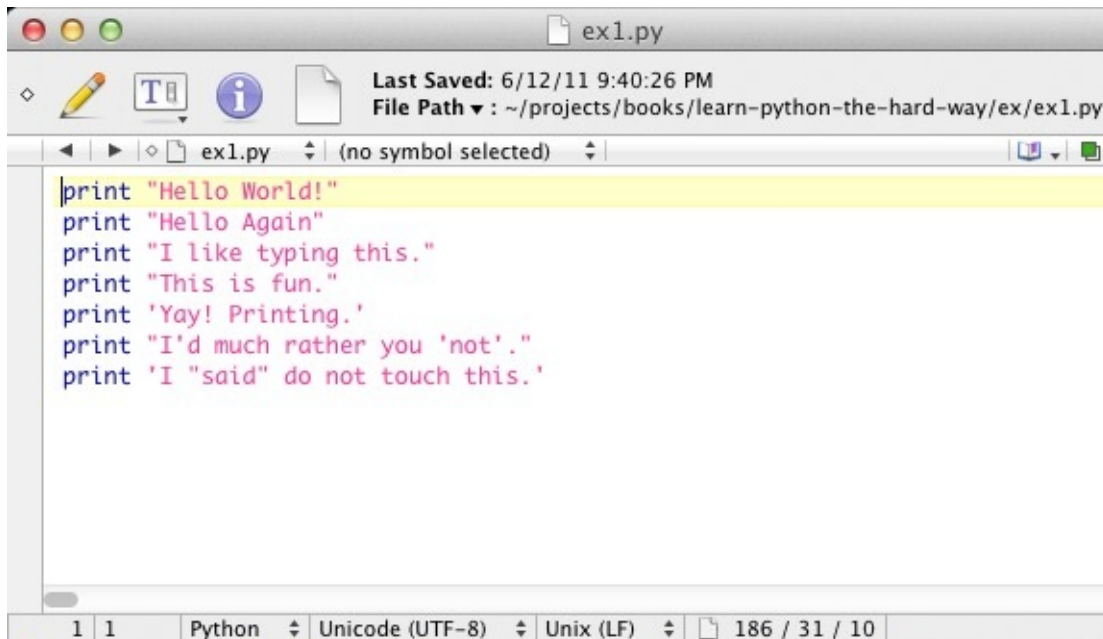 ex1.py
Last Saved: 6/12/11 9:40:26 PM
File Path ▾ : ~/projects/books/learn-python-the-hard-way/ex/ex1.py
ex1.py (no symbol selected)
print "Hello World!"
print "Hello Again"
print "I like typing this."
print "This is fun."
print 'Yay! Printing.'
print "I'd much rather you 'not'."
print 'I "said" do not touch this.'
1 1 Python Unicode (UTF-8) Unix (LF) 186 / 31 / 10